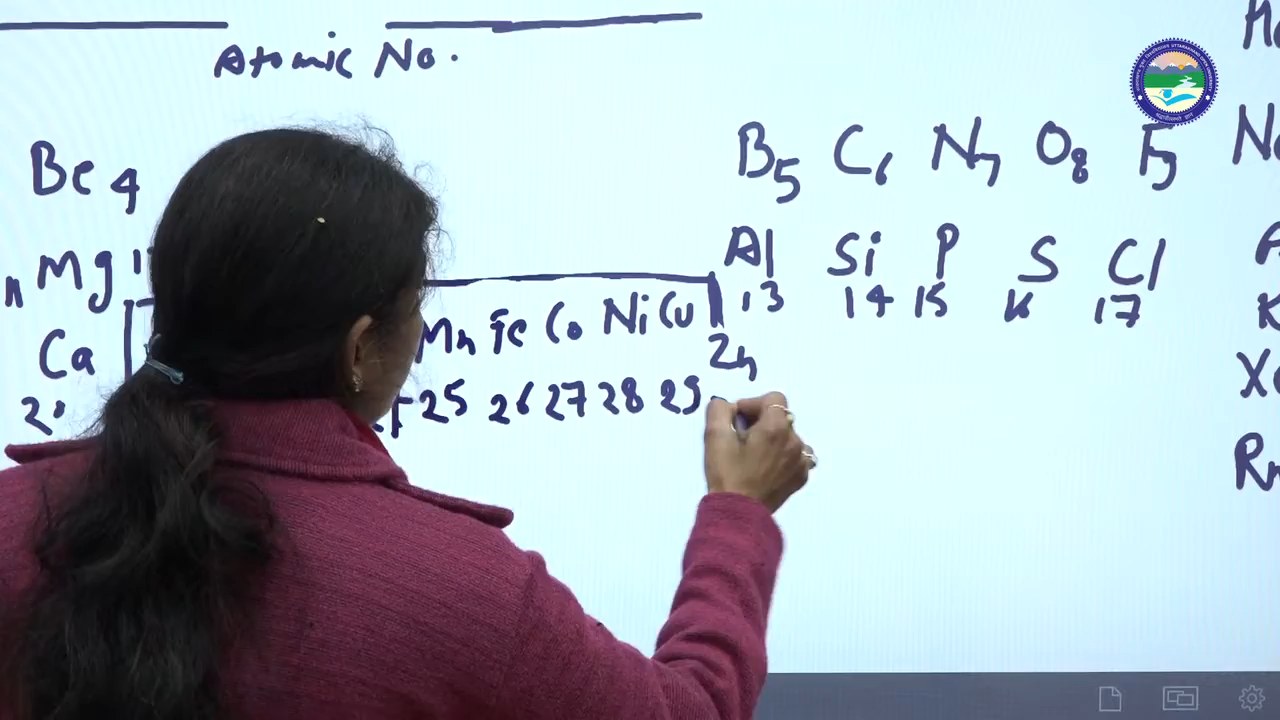 Atomic No.
Be 4 B5 C6 N7 O8 F9
Mg Al Si P S Cl
13 14 15 16 17
Ca Mn Fe Co Ni Cu Zn
20 25 26 27 28 29